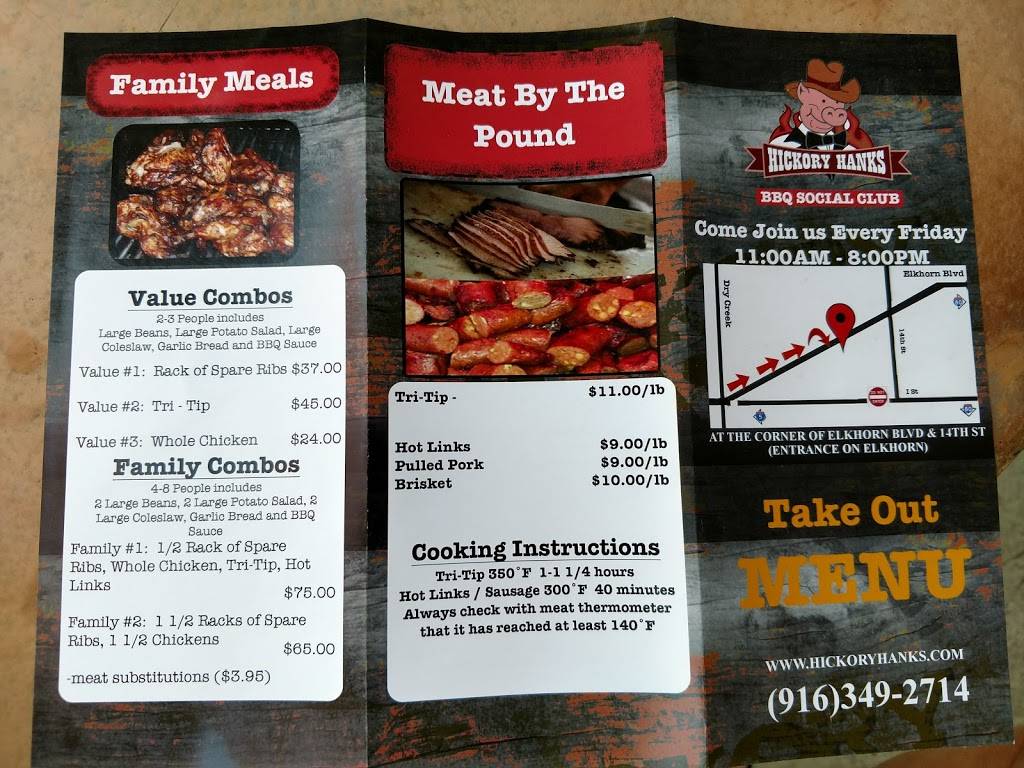 Family Meals
Value Combos
2-3 People includes
Large Beans, Large Potato Salad, Large
Coleslaw, Garlic Bread and BBQ Sauce
Value #1: Rack of Spare Ribs $37.00
Value #2: Tri - Tip $45.00
Value #3: Whole Chicken $24.00
Family Combos
4-8 People includes
2 Large Beans, 2 Large Potato Salad, 2
Large Coleslaw, Garlic Bread and BBQ
Sauce
Family #1: 1/2 Rack of Spare
Ribs, Whole Chicken, Tri-Tip, Hot
Links
$75.00
Family #2: 1 1/2 Racks of Spare
Ribs, 1 1/2 Chickens
$65.00
-meat substitutions ($3.95)
Meat By The
Pound
Tri-Tip - $11.00/lb
Hot Links $9.00/lb
Pulled Pork $9.00/lb
Brisket $10.00/lb
Cooking Instructions
Tri-Tip 350°F 1-1 1/4 hours
Hot Links / Sausage 300°F 40 minutes
Always check with meat thermometer
that it has reached at least 140°F
HICKORY HANKS
BBQ SOCIAL CLUB
Come Join us Every Friday
11:00AM - 8:00PM
Elkhorn Blvd
Dry Creek
14th St
I St
AT THE CORNER OF ELKHORN BLVD & 14TH ST
(ENTRANCE ON ELKHORN)
Take Out
MENU
WWW.HICKORYHANKS.COM
(916)349-2714